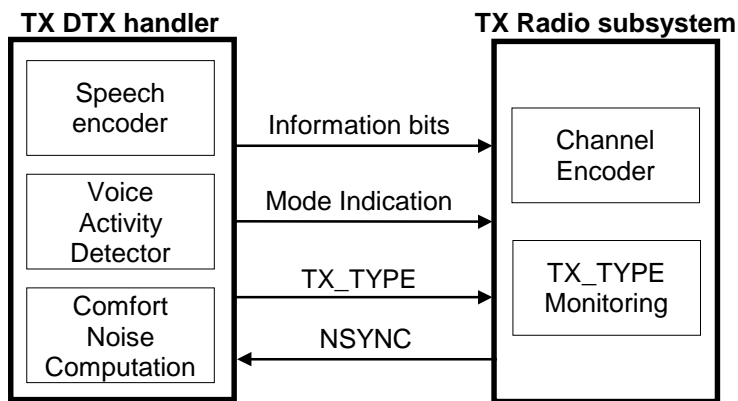 TX DTX handler
TX Radio subsystem
Speech
encoder
Voice
Activity
Detector
Comfort
Noise
Computation
Information bits
Mode Indication
TX_TYPE
NSYNC
Channel
Encoder
TX_TYPE
Monitoring